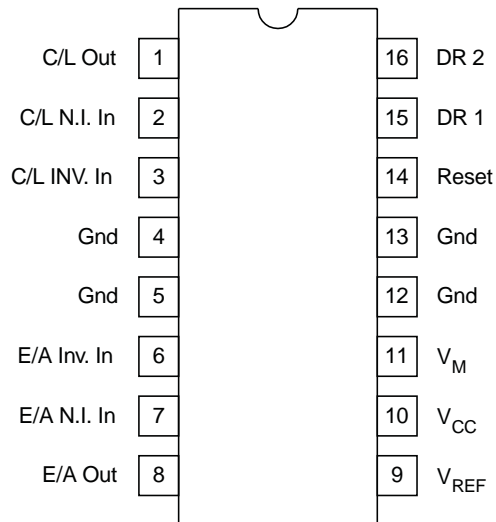 C/L Out 1 16 DR 2
C/L N.I. In 2 15 DR 1
C/L INV. In 3 14 Reset
Gnd 4 13 Gnd
Gnd 5 12 Gnd
E/A Inv. In 6 11 VM
E/A N.I. In 7 10 VCC
E/A Out 8 9 VREF